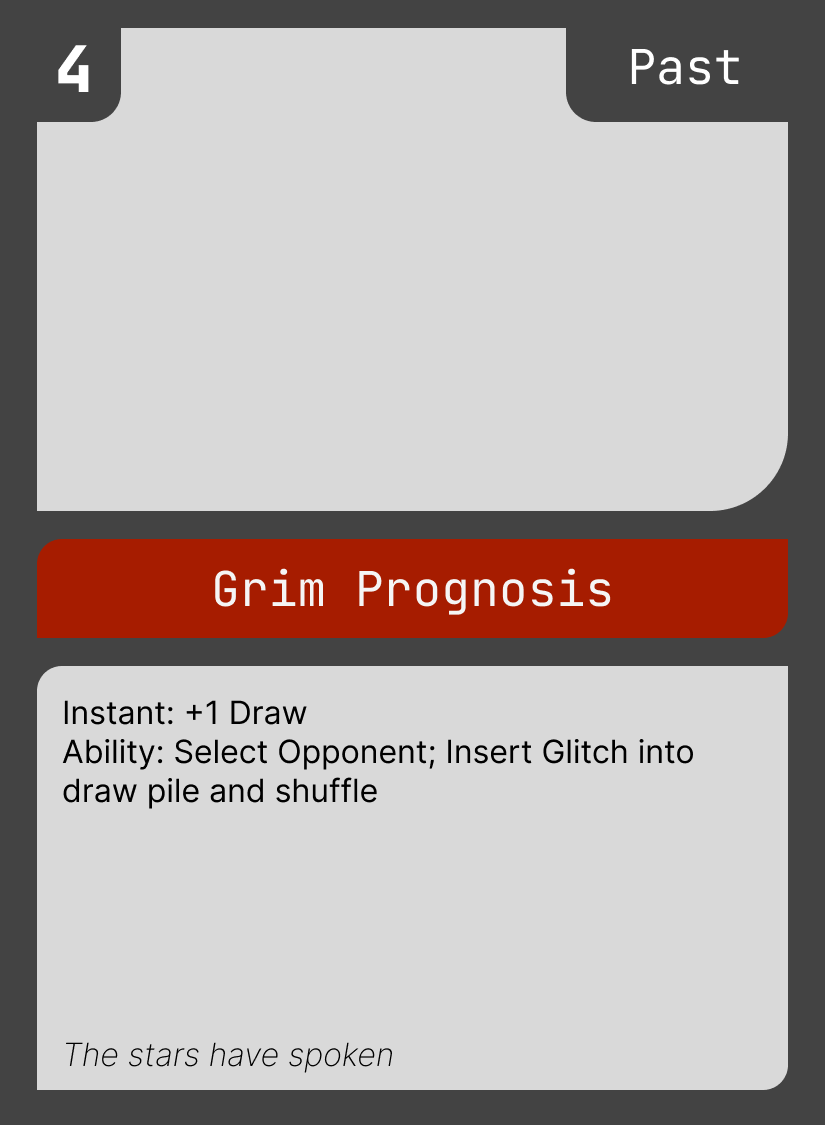 4
Past
Grim Prognosis
Instant: +1 Draw
Ability: Select Opponent; Insert Glitch into
draw pile and shuffle
The stars have spoken